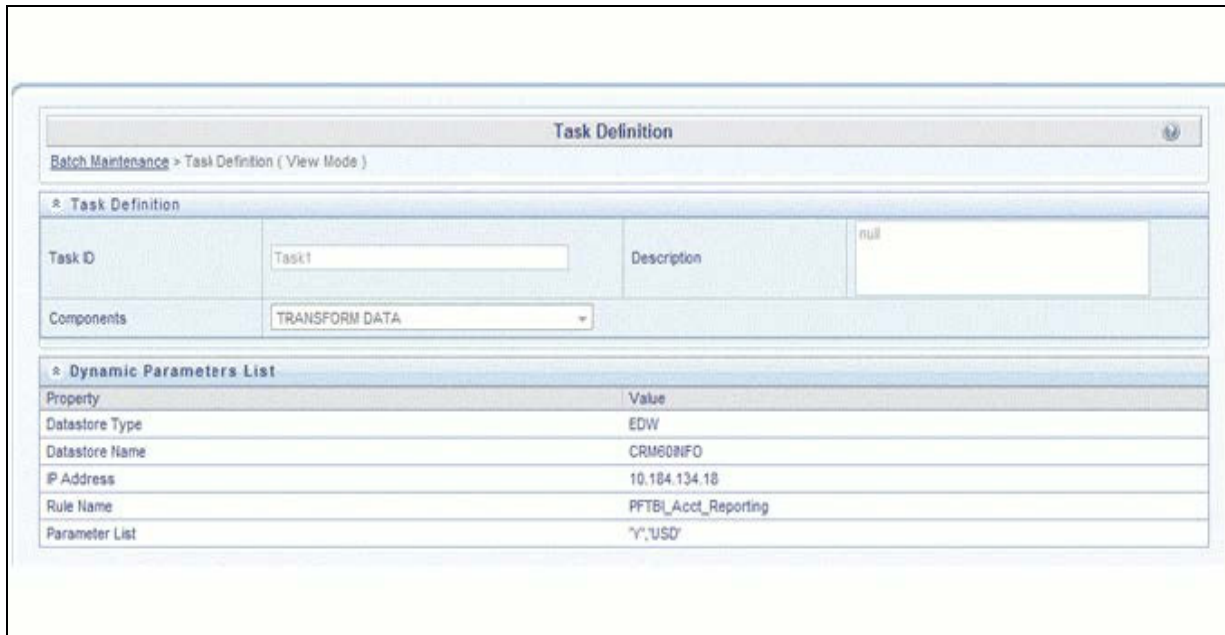 Task Definition
Batch Maintenance > Task Definition ( View Mode )
Task Definition
Task ID Task1 Description null
Components TRANSFORM DATA
Dynamic Parameters List
Property Value
Datastore Type EDW
Datastore Name CRM60INFO
IP Address 10.184.134.18
Rule Name PFTBI_Acct_Reporting
Parameter List "Y",'USD'